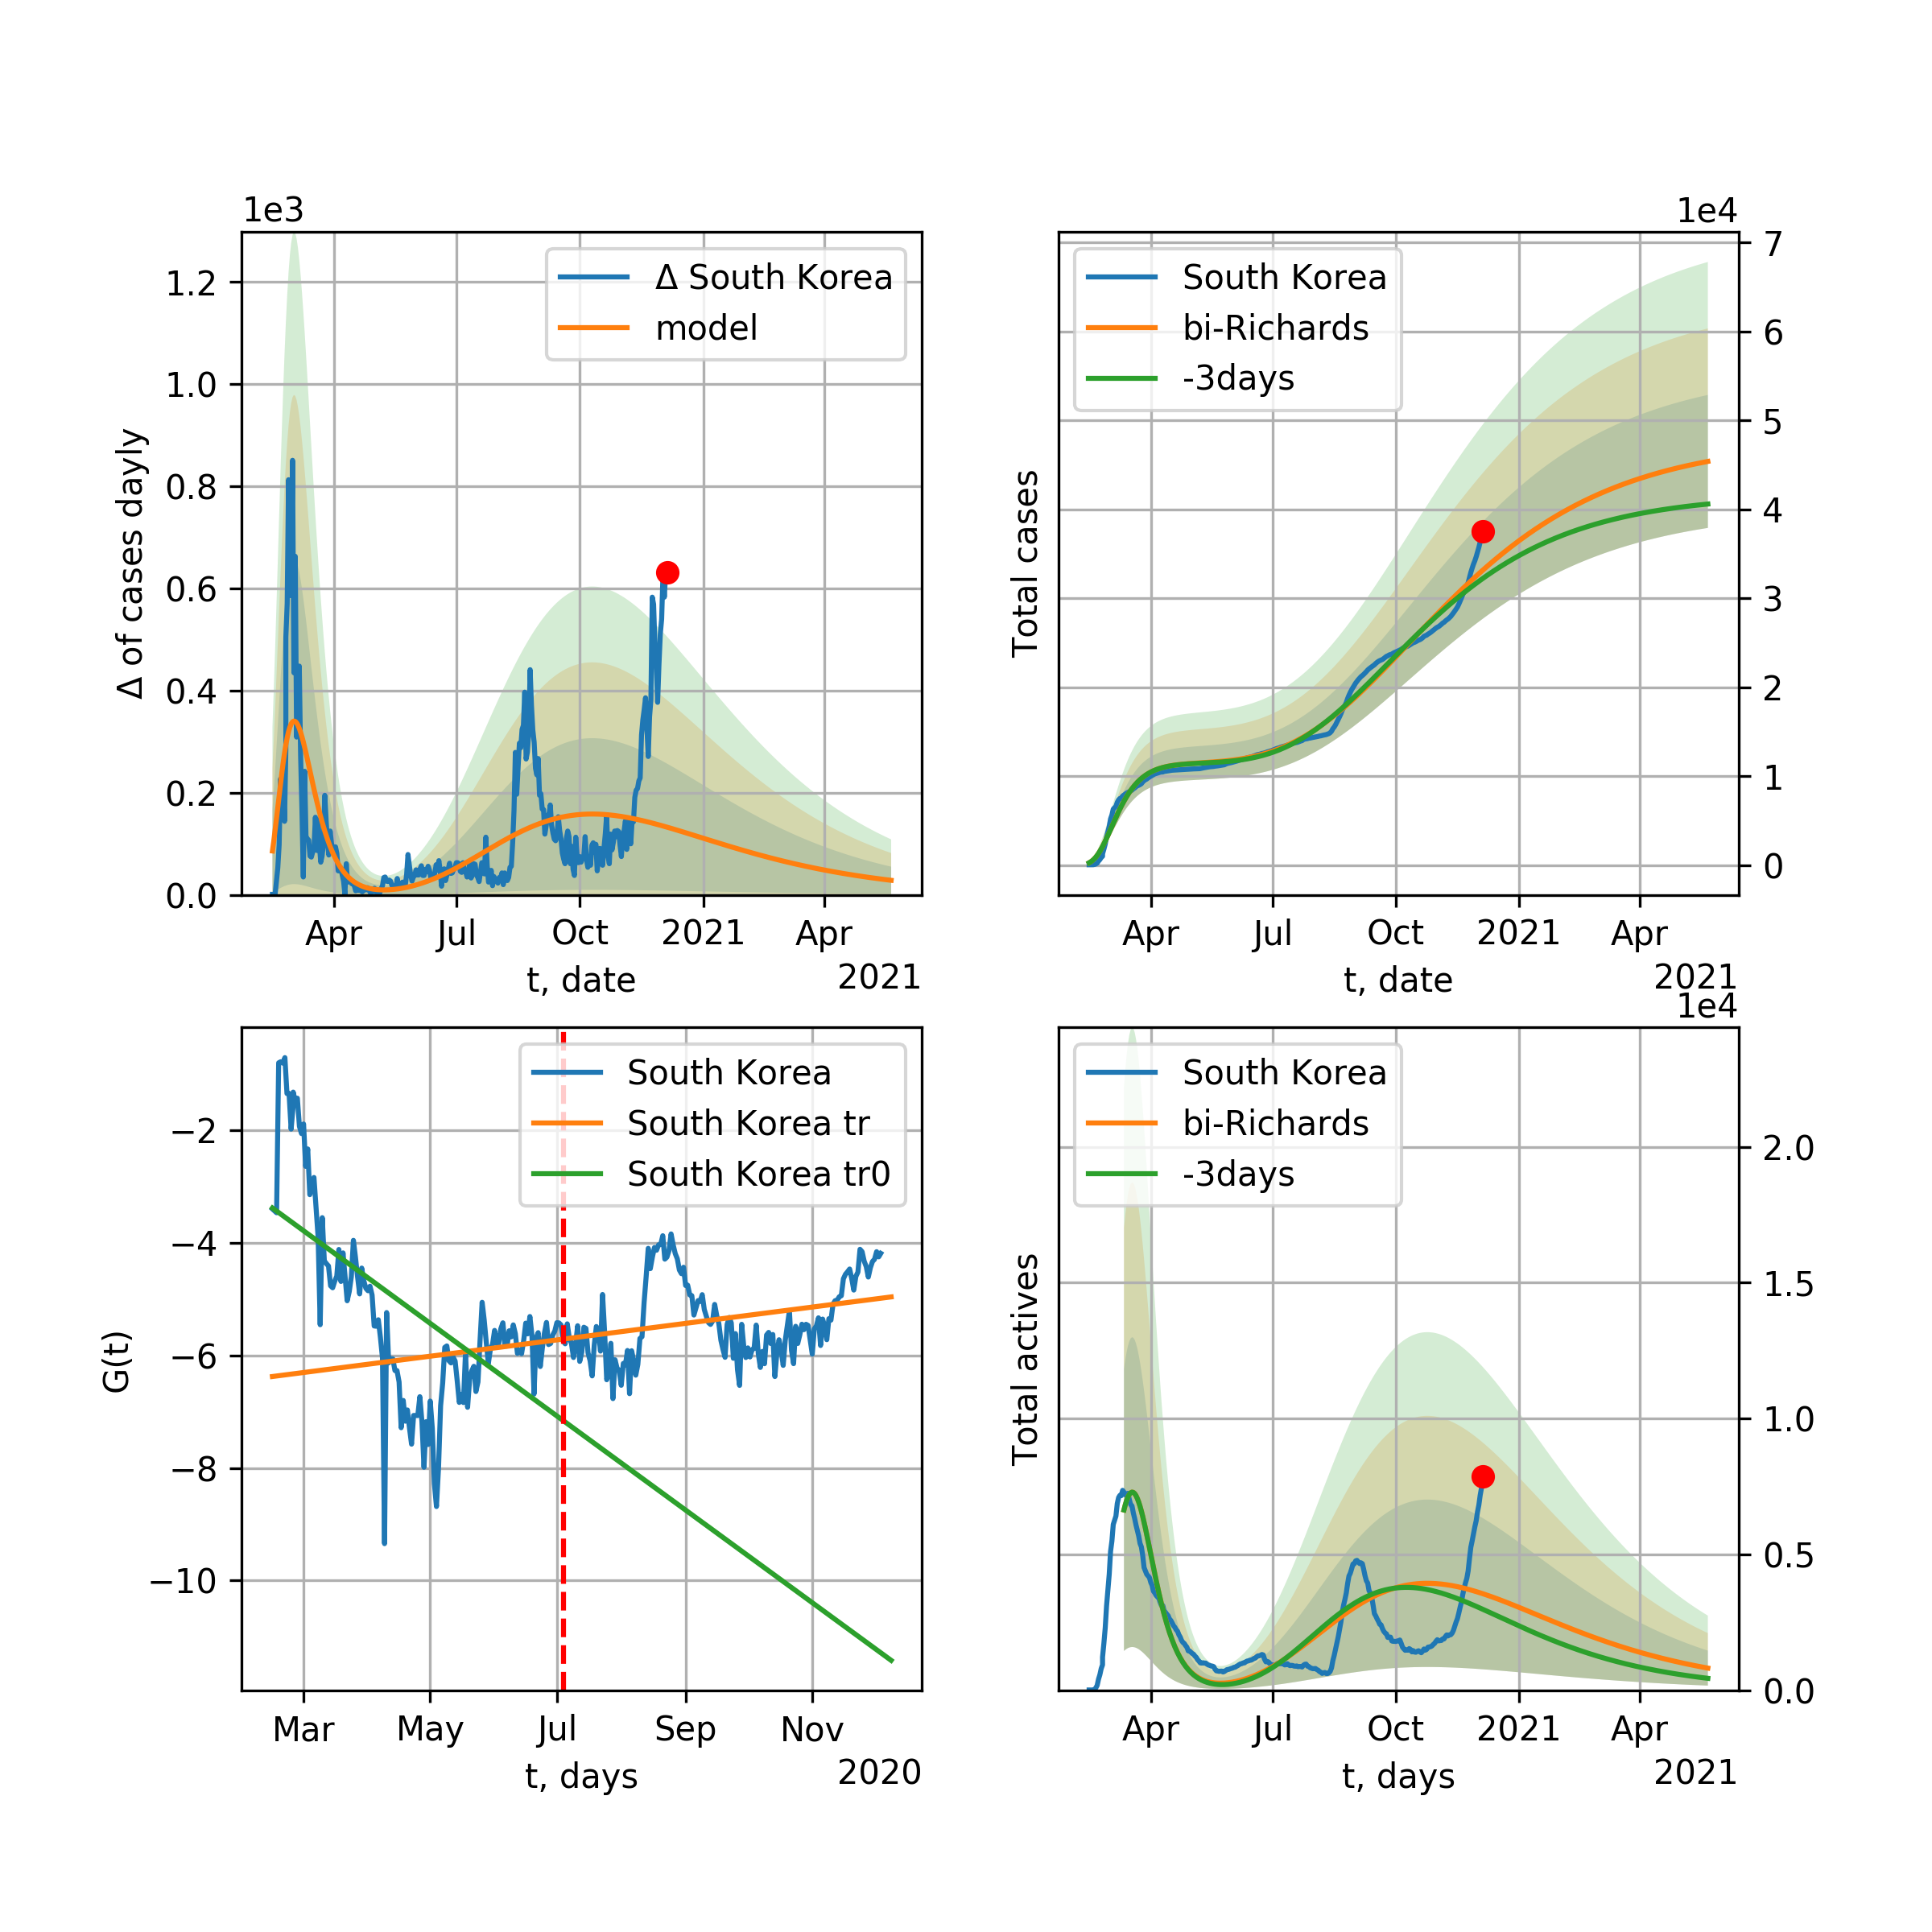 1e3
1.2
1.0
0.8
0.6
0.4
0.2
0.0
Δ of cases dayly
Δ South Korea
model
Apr
Jul
Oct
2021
Apr
t, date
2021
1e4
7
6
5
4
3
2
1
0
Total cases
South Korea
bi-Richards
-3days
Apr
Jul
Oct
2021
Apr
t, date
2021
−2
−4
−6
−8
−10
G(t)
South Korea
South Korea tr
South Korea tr0
Mar
May
Jul
Sep
Nov
t, days
2020
1e4
2.0
1.5
1.0
0.5
0.0
Total actives
South Korea
bi-Richards
-3days
Apr
Jul
Oct
2021
Apr
t, days
2021